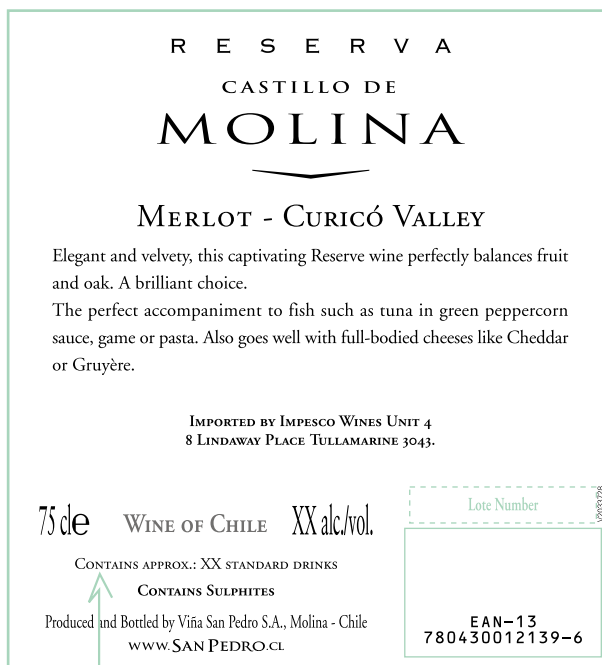 RESERVA
CASTILLO DE
MOLINA
MERLOT - CURICÓ VALLEY
Elegant and velvety, this captivating Reserve wine perfectly balances fruit
and oak. A brilliant choice.
The perfect accompaniment to fish such as tuna in green peppercorn
sauce, game or pasta. Also goes well with full-bodied cheeses like Cheddar
or Gruyère.
IMPORTED BY IMPESCO WINES UNIT 4
8 LINDAWAY PLACE TULLAMARINE 3043.
75 cl e WINE OF CHILE XX alc./vol.
Lote Number
CONTAINS APPROX.: XX STANDARD DRINKS
CONTAINS SULPHITES
Produced and Bottled by Viña San Pedro S.A., Molina - Chile
WWW.SAN PEDRO.CL
EAN-13
780430012139-6